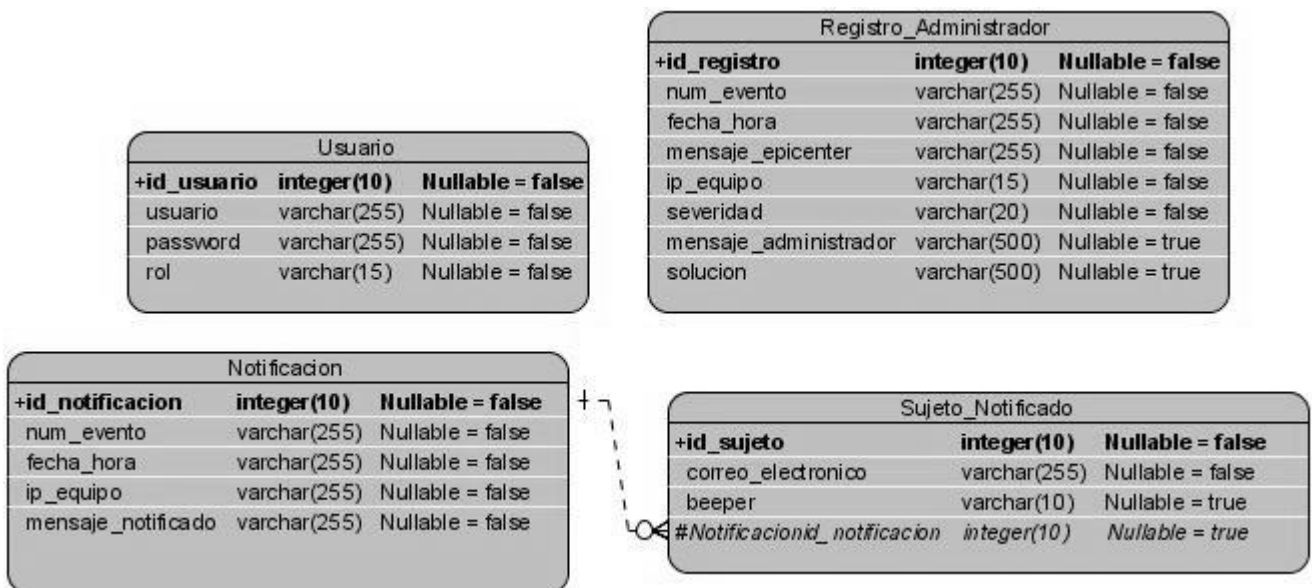 Registro_Administrador
+id_registro integer(10) Nullable = false
num_evento varchar(255) Nullable = false
fecha_hora varchar(255) Nullable = false
mensaje_epicenter varchar(255) Nullable = false
ip_equipo varchar(15) Nullable = false
severidad varchar(20) Nullable = false
mensaje_administrador varchar(500) Nullable = true
solucion varchar(500) Nullable = true
Usuario
+id_usuario integer(10) Nullable = false
usuario varchar(255) Nullable = false
password varchar(255) Nullable = false
rol varchar(15) Nullable = false
Notificacion
+id_notificacion integer(10) Nullable = false
num_evento varchar(255) Nullable = false
fecha_hora varchar(255) Nullable = false
ip_equipo varchar(255) Nullable = false
mensaje_notificado varchar(255) Nullable = false
Sujeto_Notificado
+id_sujeto integer(10) Nullable = false
correo_electronico varchar(255) Nullable = false
beeper varchar(10) Nullable = true
#Notificacionid_notificacion integer(10) Nullable = true